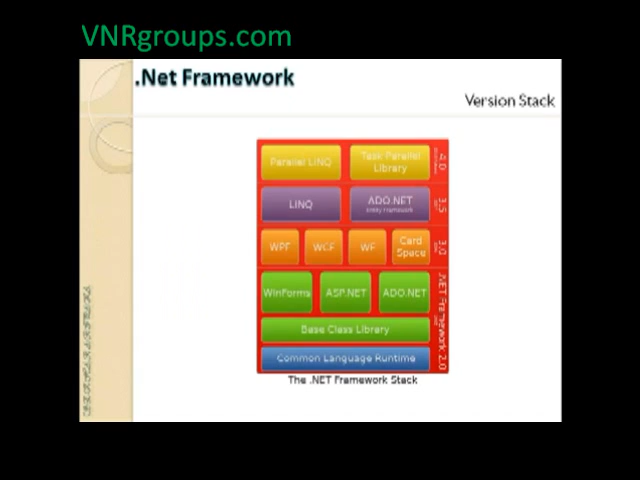 VNRgroups.com
.Net Framework
Version Stack
Parallel LINQ
Task Parallel
Library
4.0
LINQ
ADO.NET
Entity Framework
3.5
WPF
WCF
WF
Card
Space
3.0
WinForms
ASP.NET
ADO.NET
.NET Framework 2.0
Base Class Library
Common Language Runtime
The .NET Framework Stack